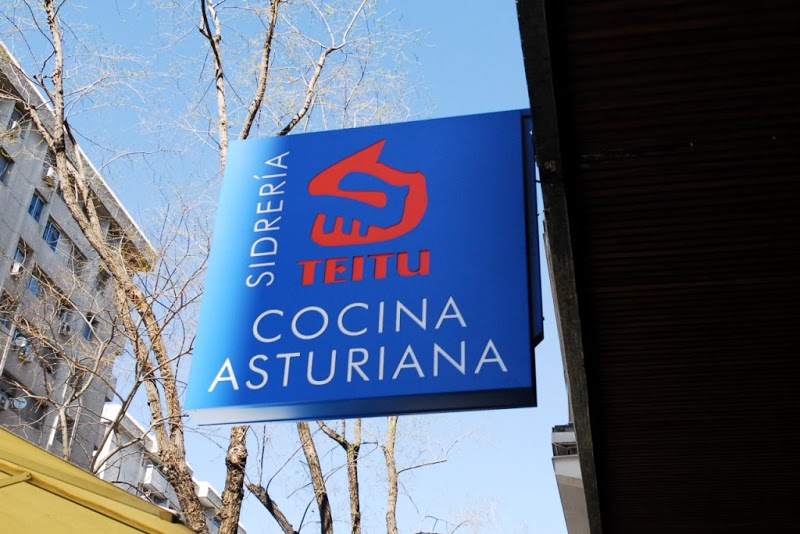 SIDRERÍA
TEITU
COCINA
ASTURIANA